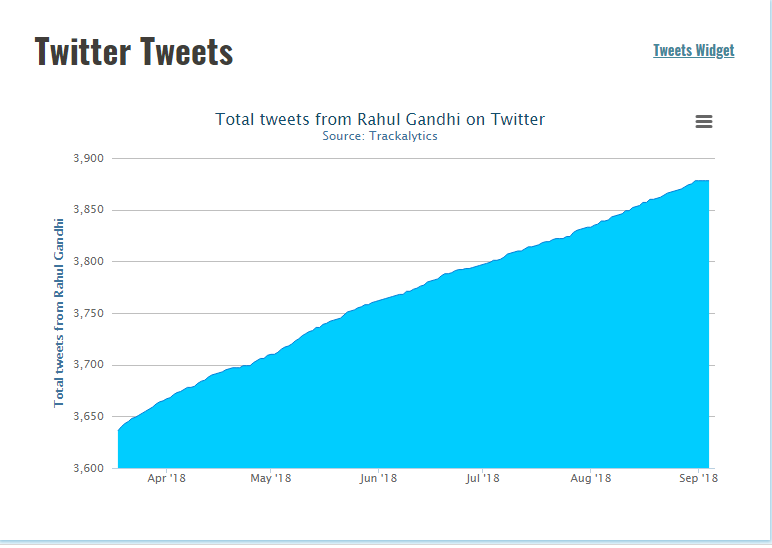 Twitter Tweets
Tweets Widget
Total tweets from Rahul Gandhi on Twitter
Source: Trackalytics
Total tweets from Rahul Gandhi
3,900
3,850
3,800
3,750
3,700
3,650
3,600
Apr '18 May '18 Jun '18 Jul '18 Aug '18 Sep '18